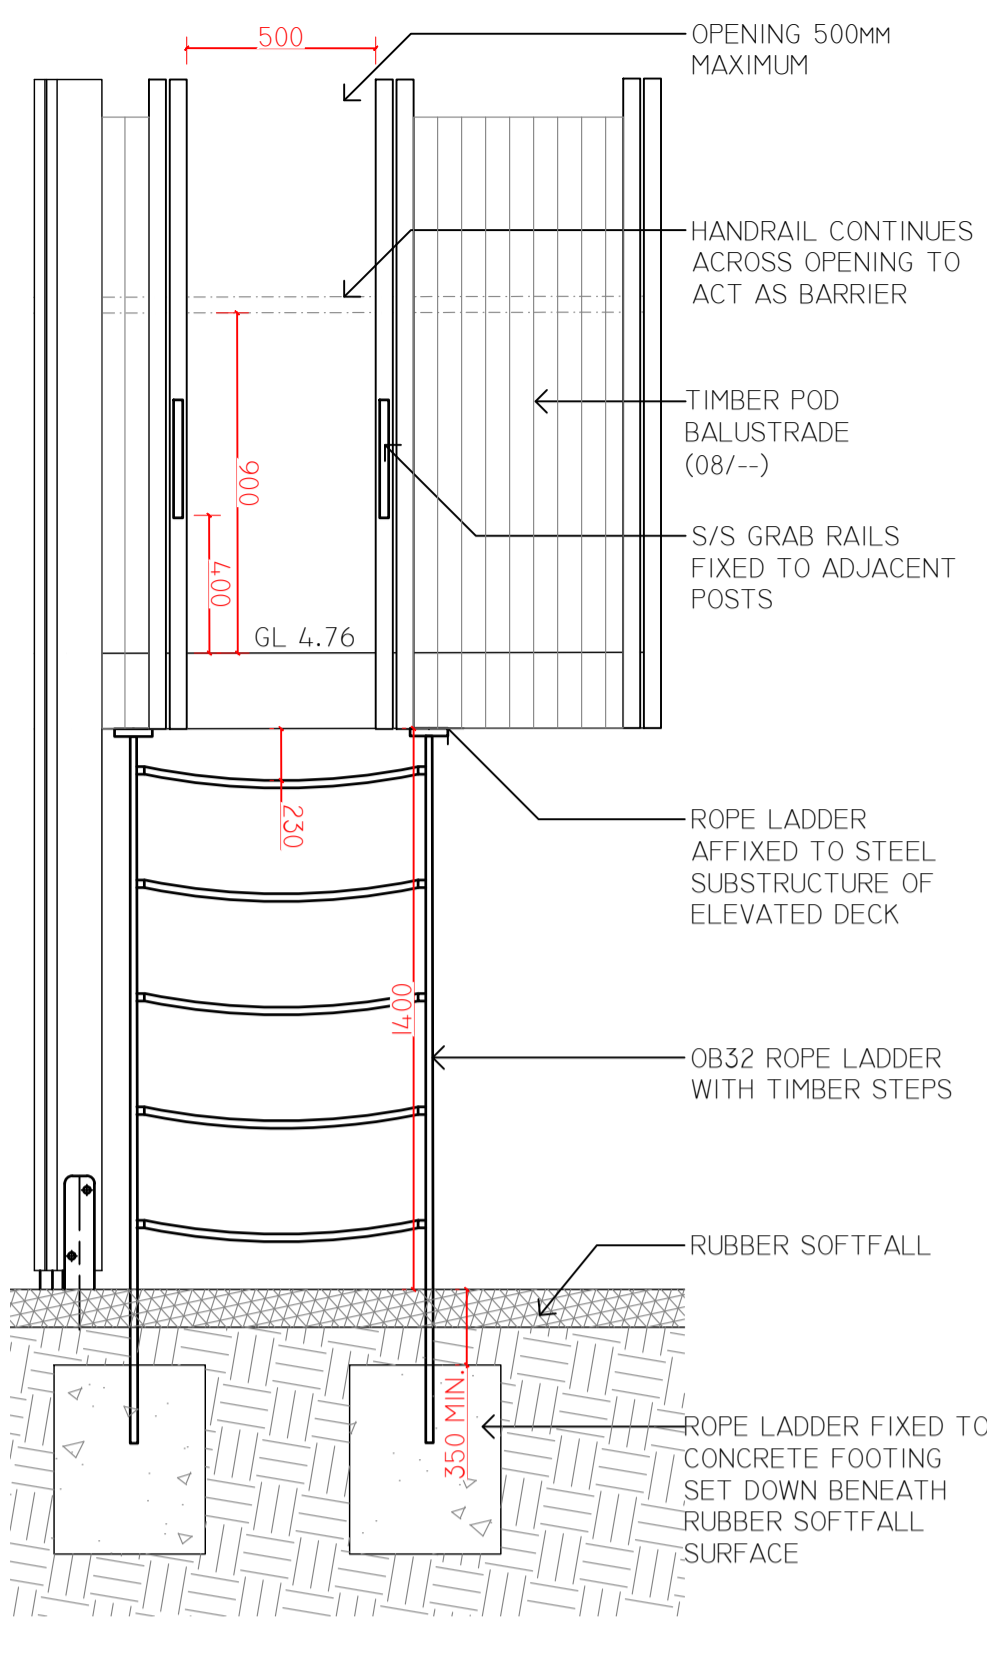 500
OPENING 500MM
MAXIMUM
HANDRAIL CONTINUES
ACROSS OPENING TO
ACT AS BARRIER
TIMBER POD
BALUSTRADE
(08/--)
900
S/S GRAB RAILS
FIXED TO ADJACENT
POSTS
400
GL 4.76
230
ROPE LADDER
AFFIXED TO STEEL
SUBSTRUCTURE OF
ELEVATED DECK
1400
OB32 ROPE LADDER
WITH TIMBER STEPS
RUBBER SOFTFALL
350 MIN.
ROPE LADDER FIXED TO
CONCRETE FOOTING
SET DOWN BENEATH
RUBBER SOFTFALL
SURFACE